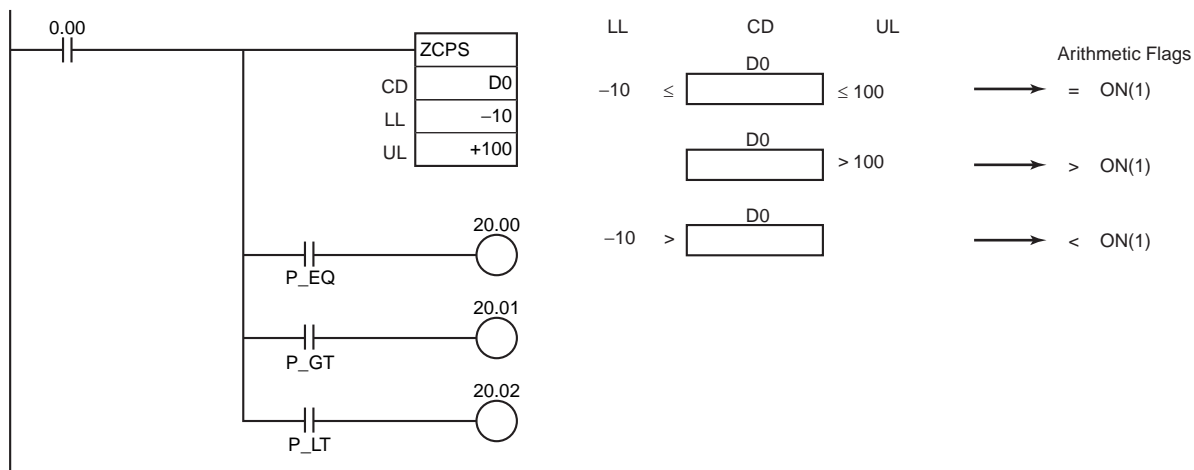 0.00
ZCPS
CD D0
LL −10
UL +100
20.00
P_EQ
20.01
P_GT
20.02
P_LT
LL CD UL
Arithmetic Flags
D0
−10 ≤ ≤ 100 = ON(1)
D0
> 100 > ON(1)
D0
−10 > < ON(1)